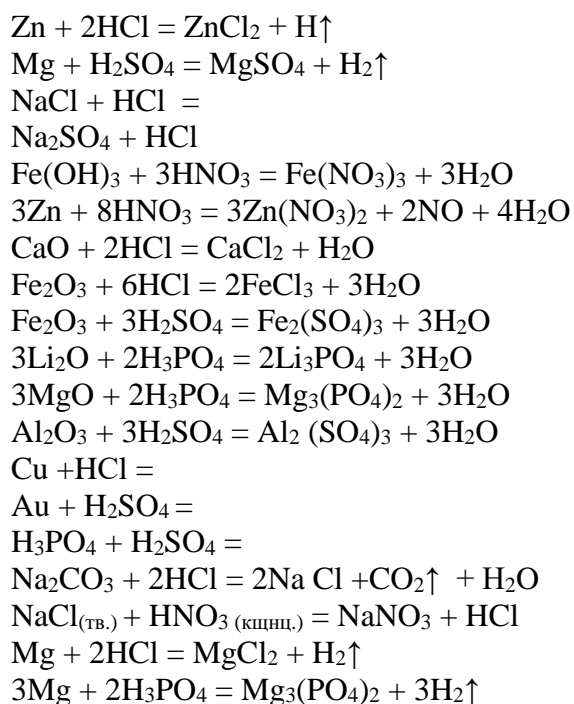 Zn + 2HCl = ZnCl₂ + H↑
Mg + H₂SO₄ = MgSO₄ + H₂↑
NaCl + HCl =
Na₂SO₄ + HCl
Fe(OH)₃ + 3HNO₃ = Fe(NO₃)₃ + 3H₂O
3Zn + 8HNO₃ = 3Zn(NO₃)₂ + 2NO + 4H₂O
CaO + 2HCl = CaCl₂ + H₂O
Fe₂O₃ + 6HCl = 2FeCl₃ + 3H₂O
Fe₂O₃ + 3H₂SO₄ = Fe₂(SO₄)₃ + 3H₂O
3Li₂O + 2H₃PO₄ = 2Li₃PO₄ + 3H₂O
3MgO + 2H₃PO₄ = Mg₃(PO₄)₂ + 3H₂O
Al₂O₃ + 3H₂SO₄ = Al₂ (SO₄)₃ + 3H₂O
Cu +HCl =
Au + H₂SO₄ =
H₃PO₄ + H₂SO₄ =
Na₂CO₃ + 2HCl = 2Na Cl +CO₂↑ + H₂O
NaCl(тв.) + HNO₃ (кщнц.) = NaNO₃ + HCl
Mg + 2HCl = MgCl₂ + H₂↑
3Mg + 2H₃PO₄ = Mg₃(PO₄)₂ + 3H₂↑